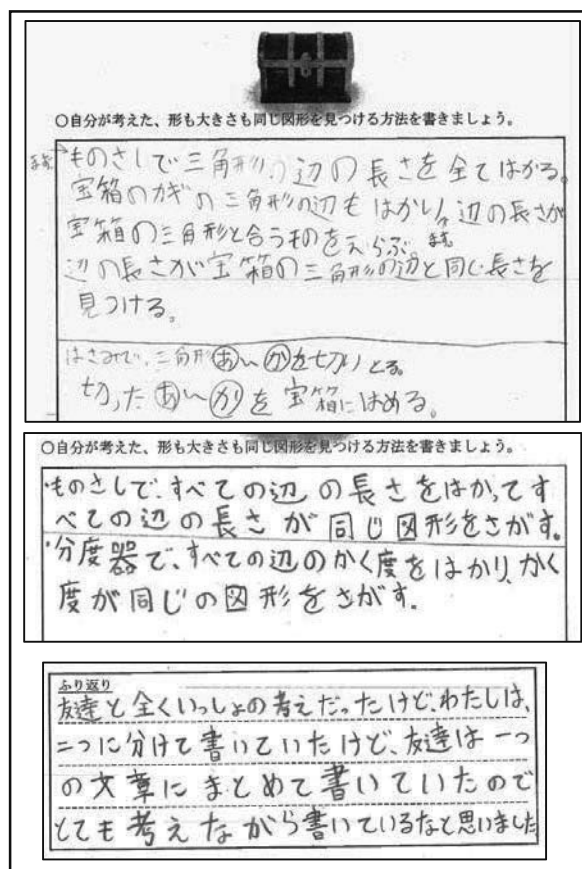 ○自分が考えた、形も大きさも同じ図形を見つける方法を書きましょう。
ものさしで三角形の辺の長さを全てはかる。
宝箱のカギの三角形の辺もはかり、辺の長さが
宝箱の三角形と合うものをえらぶ。
辺の長さが宝箱の三角形の辺と同じ長さを
見つける。
はさみで、三角形あ〜かを切りとる。
切ったあ〜かを宝箱にはめる。
○自分が考えた、形も大きさも同じ図形を見つける方法を書きましょう。
・ものさしで、すべての辺の長さをはかってす
べての辺の長さが同じ図形をさがす。
・分度器で、すべての辺のかく度をはかり、かく
度が同じの図形をさがす。
ふり返り
友達と全くいっしょの考えだったけど、わたしは、
二つに分けて書いていたけど、友達は一つ
の文章にまとめて書いていたので
とても考えながら書いているなと思いました